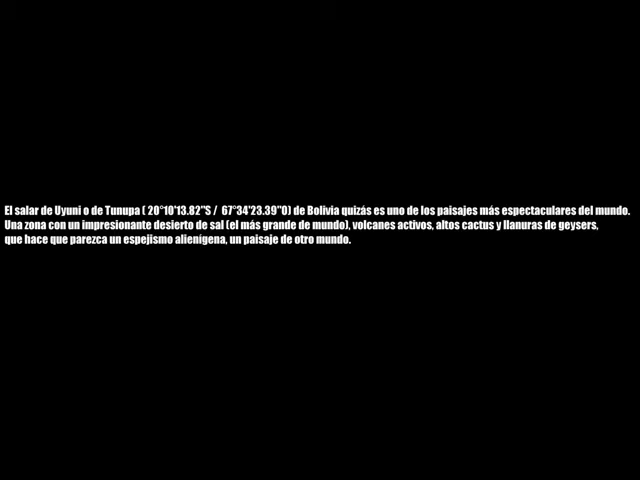 El salar de Uyuni o de Tunupa ( 20°10'13.82"S /  67°34'23.39"O) de Bolivia quizás es uno de los paisajes más espectaculares del mundo.
Una zona con un impresionante desierto de sal (el más grande de mundo), volcanes activos, altos cactus y llanuras de geysers,
que hace que parezca un espejismo alienígena, un paisaje de otro mundo.